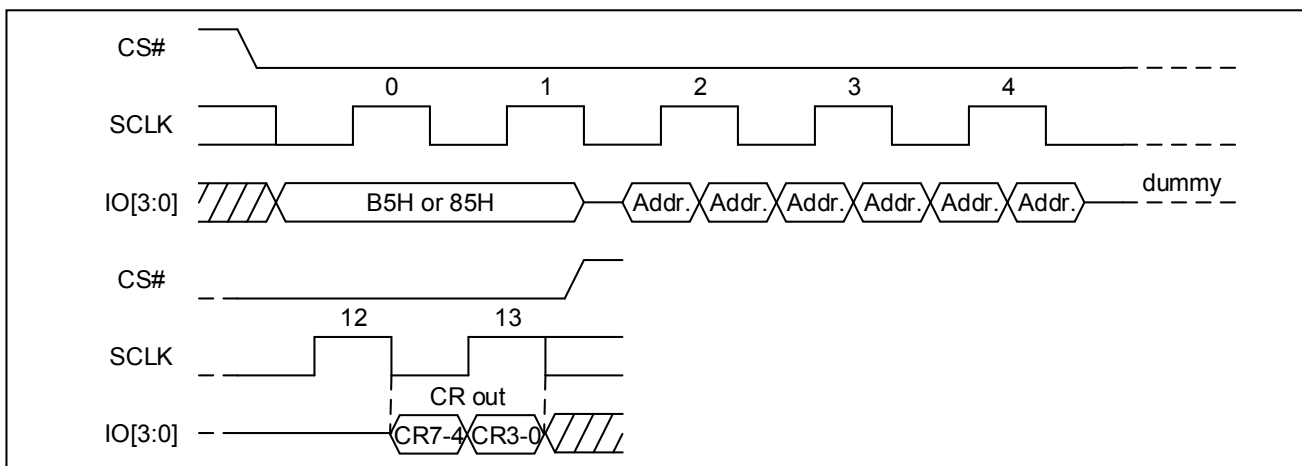 CS#
0 1 2 3 4
SCLK
dummy
IO[3:0] B5H or 85H Addr. Addr. Addr. Addr. Addr. Addr.
CS#
12 13
SCLK
CR out
IO[3:0] CR7-4 CR3-0